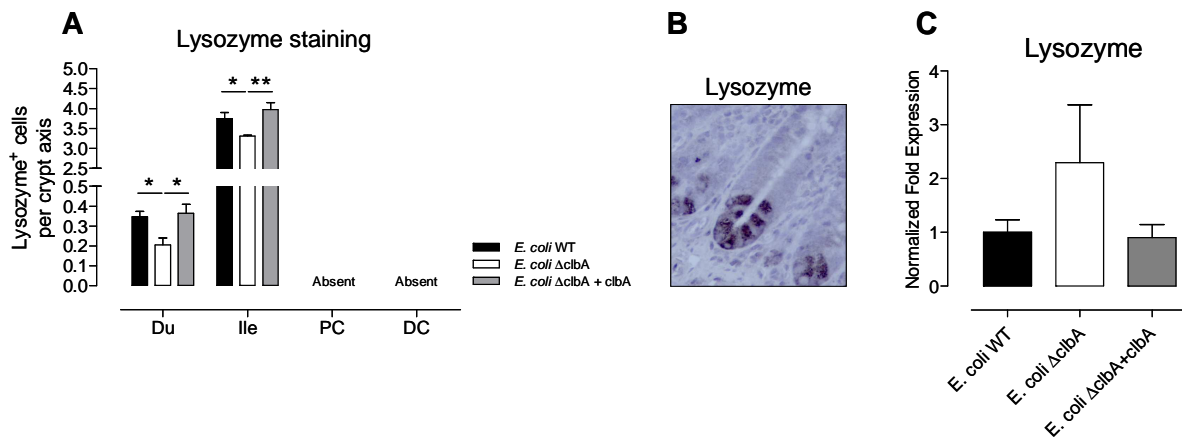 A
Lysozyme staining
Lysozyme+ cells
per crypt axis
5.0
4.5
4.0
3.5
3.0
2.5
0.5
0.4
0.3
0.2
0.1
0.0
*
*
*
**
Absent
Absent
Du
Ile
PC
DC
E. coli WT
E. coli ΔclbA
E. coli ΔclbA + clbA
B
Lysozyme
C
Lysozyme
Normalized Fold Expression
4
3
2
1
0
E. coli WT
E. coli ΔclbA
E. coli ΔclbA+clbA